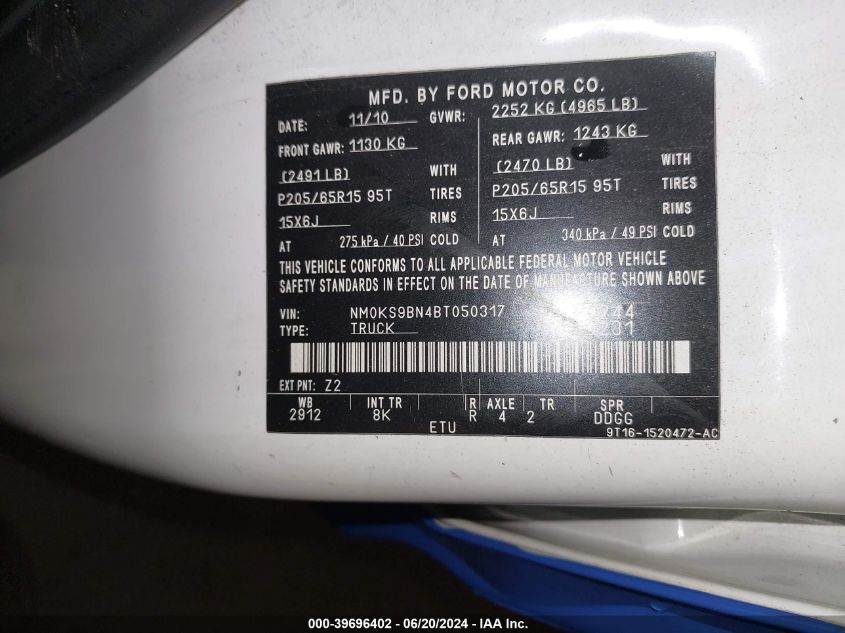 MFD. BY FORD MOTOR CO.
DATE: 11/10 GVWR: 2252 KG (4965 LB)
FRONT GAWR: 1130 KG REAR GAWR: 1243 KG
(2491 LB) WITH (2470 LB) WITH
P205/65R15 95T TIRES P205/65R15 95T TIRES
15X6J RIMS 15X6J RIMS
AT 275 kPa / 40 PSI COLD AT 340 kPa / 49 PSI COLD
THIS VEHICLE CONFORMS TO ALL APPLICABLE FEDERAL MOTOR VEHICLE
SAFETY STANDARDS IN EFFECT ON THE DATE OF MANUFACTURE SHOWN ABOVE
VIN: NM0KS9BN4BT050317
TYPE: TRUCK
EXT PNT: Z2
WB INT TR R AXLE TR SPR
2912 8K R 4 2 DDGG
ETU 9T16-1520472-AC
000-39696402 - 06/20/2024 - IAA Inc.